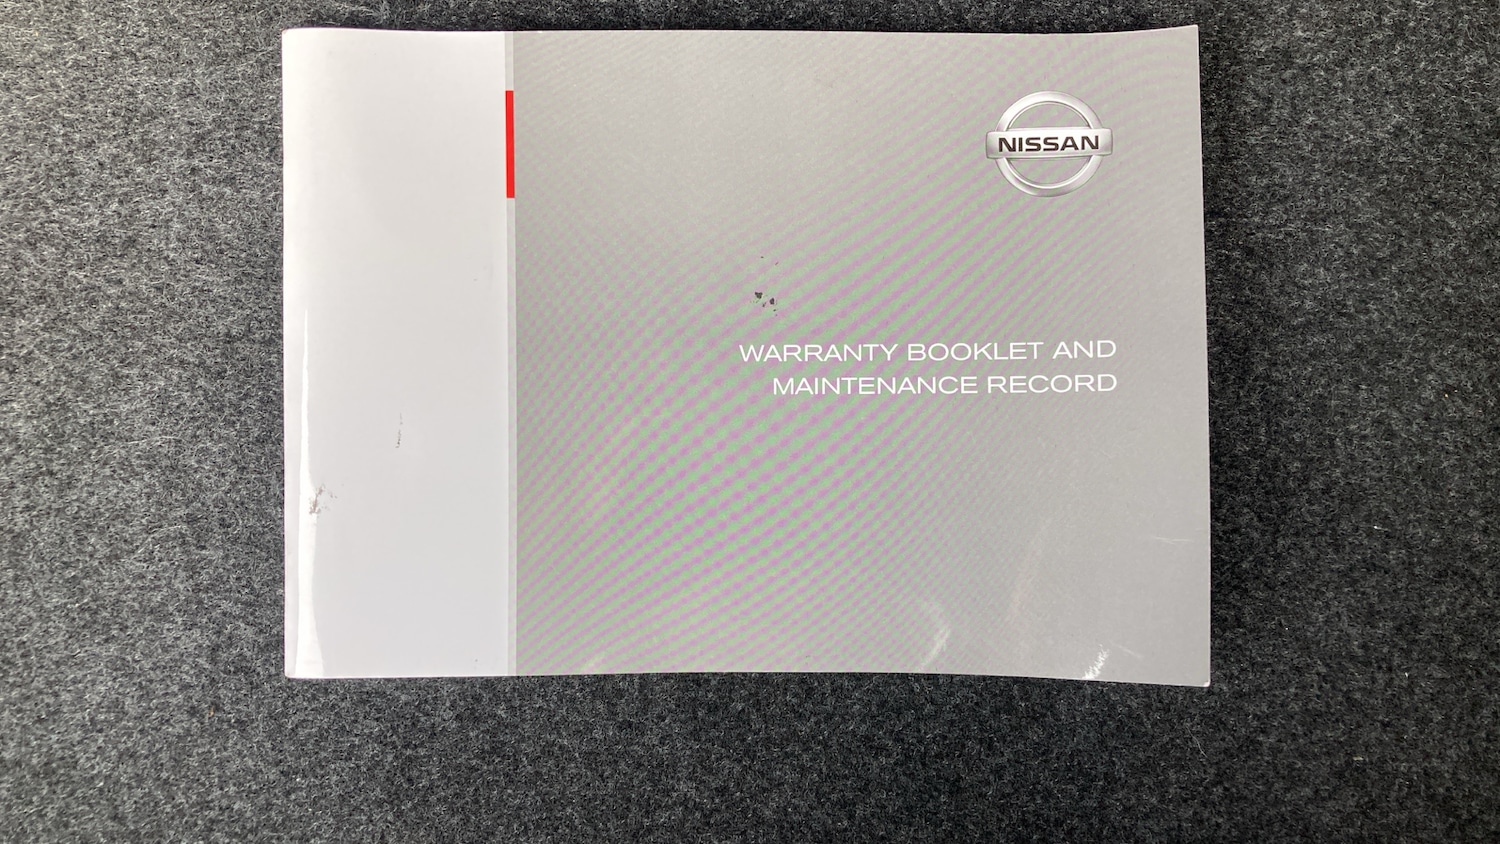 NISSAN
WARRANTY BOOKLET AND
MAINTENANCE RECORD